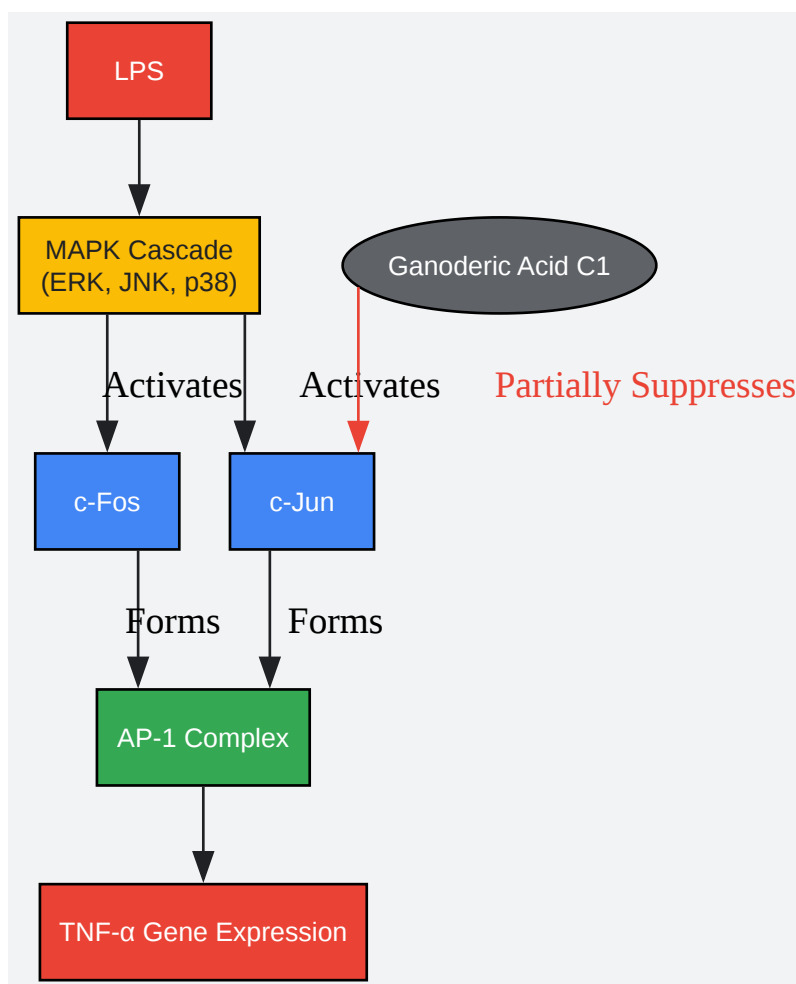 LPS
MAPK Cascade
(ERK, JNK, p38)
Ganoderic Acid C1
Activates
Activates
Partially Suppresses
c-Fos
c-Jun
Forms
Forms
AP-1 Complex
TNF-α Gene Expression